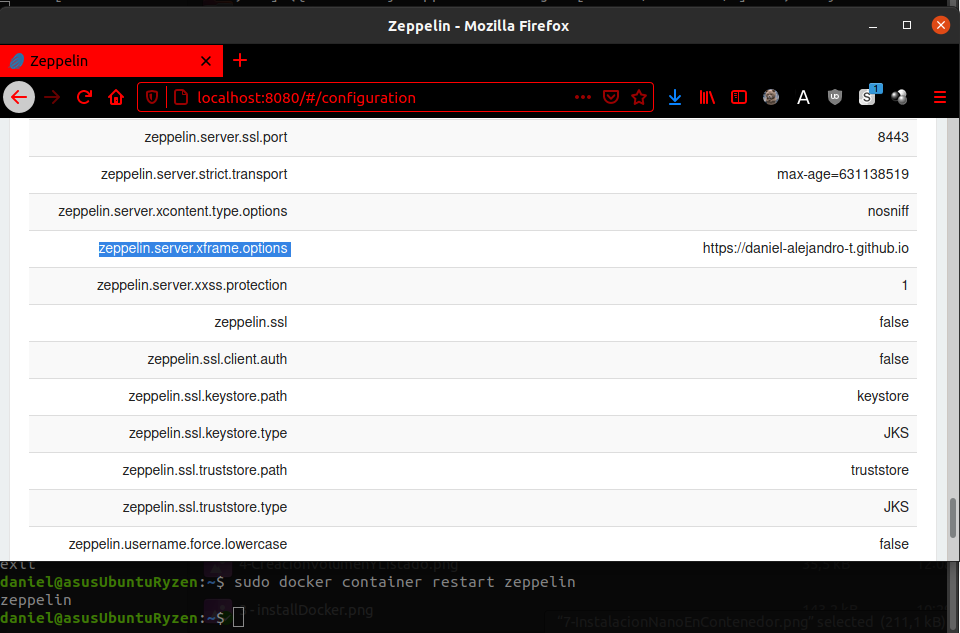 Zeppelin - Mozilla Firefox
Zeppelin
localhost:8080/#/configuration
zeppelin.server.ssl.port 8443
zeppelin.server.strict.transport max-age=631138519
zeppelin.server.xcontent.type.options nosniff
zeppelin.server.xframe.options https://daniel-alejandro-t.github.io
zeppelin.server.xxss.protection 1
zeppelin.ssl false
zeppelin.ssl.client.auth false
zeppelin.ssl.keystore.path keystore
zeppelin.ssl.keystore.type JKS
zeppelin.ssl.truststore.path truststore
zeppelin.ssl.truststore.type JKS
zeppelin.username.force.lowercase false
exit
daniel@asusUbuntuRyzen:~$ sudo docker container restart zeppelin
zeppelin
installDocker.png
daniel@asusUbuntuRyzen:~$
"7-InstalacionNanoEnContenedor.png" selected (211,1 kB)